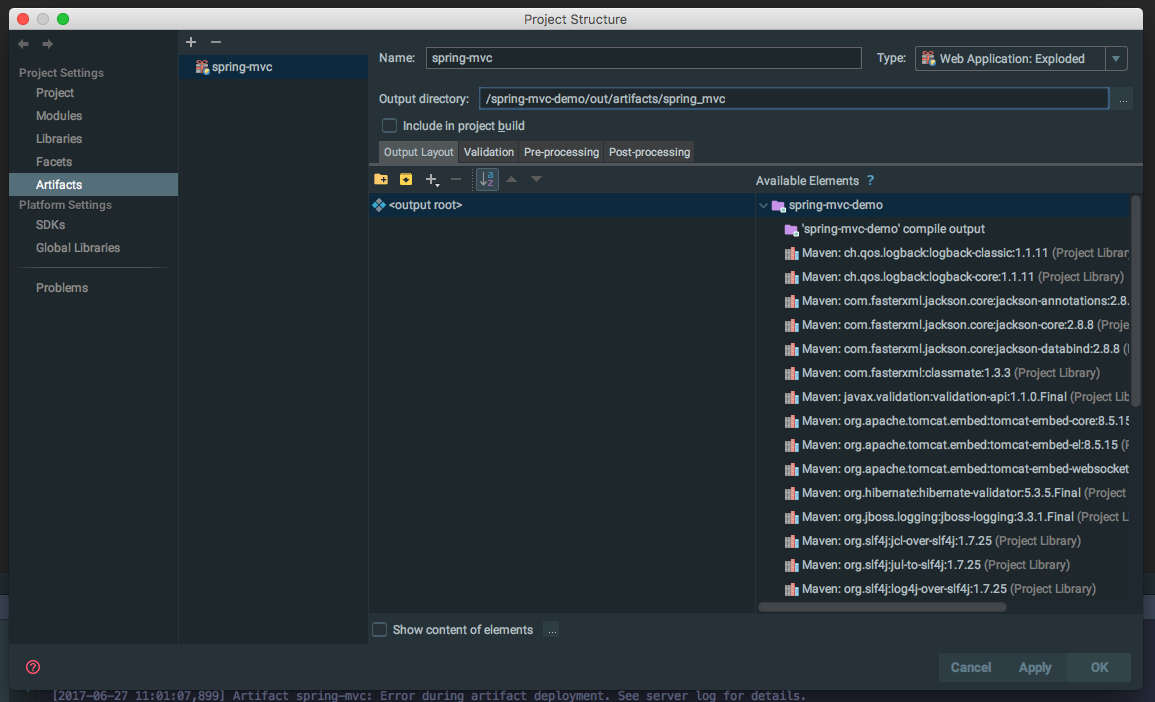 Project Structure
Project Settings
Project
Modules
Libraries
Facets
Artifacts
Platform Settings
SDKs
Global Libraries
Problems
spring-mvc
Name: spring-mvc Type: Web Application: Exploded
Output directory: /spring-mvc-demo/out/artifacts/spring_mvc ...
Include in project build
Output Layout Validation Pre-processing Post-processing
a z
Available Elements ?
<output root>
spring-mvc-demo
'spring-mvc-demo' compile output
Maven: ch.qos.logback:logback-classic:1.1.11 (Project Librar
Maven: ch.qos.logback:logback-core:1.1.11 (Project Library)
Maven: com.fasterxml.jackson.core:jackson-annotations:2.8.
Maven: com.fasterxml.jackson.core:jackson-core:2.8.8 (Proje
Maven: com.fasterxml.jackson.core:jackson-databind:2.8.8 (
Maven: com.fasterxml:classmate:1.3.3 (Project Library)
Maven: javax.validation:validation-api:1.1.0.Final (Project Lib
Maven: org.apache.tomcat.embed:tomcat-embed-core:8.5.15
Maven: org.apache.tomcat.embed:tomcat-embed-el:8.5.15 (
Maven: org.apache.tomcat.embed:tomcat-embed-websocket
Maven: org.hibernate:hibernate-validator:5.3.5.Final (Project
Maven: org.jboss.logging:jboss-logging:3.3.1.Final (Project L
Maven: org.slf4j:jcl-over-slf4j:1.7.25 (Project Library)
Maven: org.slf4j:jul-to-slf4j:1.7.25 (Project Library)
Maven: org.slf4j:log4j-over-slf4j:1.7.25 (Project Library)
Show content of elements ...
? Cancel Apply OK
[2017-06-27 11:01:07,899] Artifact spring-mvc: Error during artifact deployment. See server log for details.